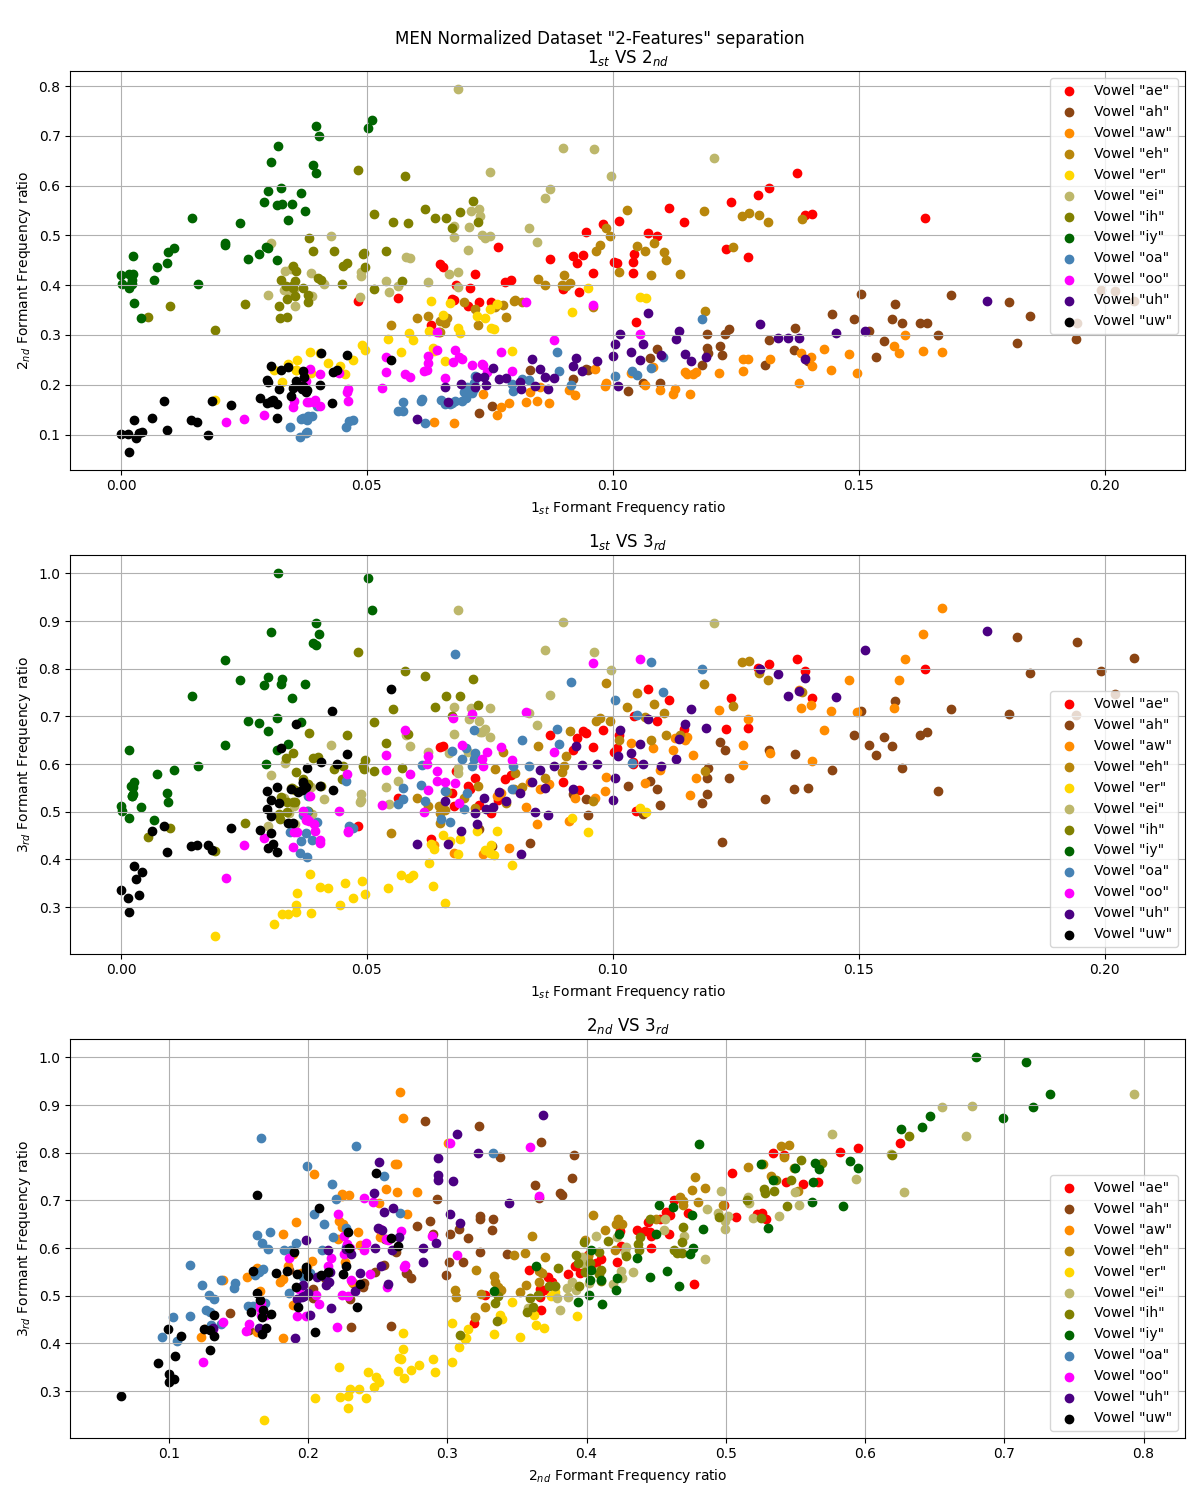 MEN Normalized Dataset "2-Features" separation
1st VS 2nd
0.8
0.7
0.6
0.5
0.4
0.3
0.2
0.1
2nd Formant Frequency ratio
Vowel "ae"
Vowel "ah"
Vowel "aw"
Vowel "eh"
Vowel "er"
Vowel "ei"
Vowel "ih"
Vowel "iy"
Vowel "oa"
Vowel "oo"
Vowel "uh"
Vowel "uw"
0.00 0.05 0.10 0.15 0.20
1st Formant Frequency ratio
1st VS 3rd
1.0
0.9
0.8
0.7
0.6
0.5
0.4
0.3
3rd Formant Frequency ratio
Vowel "ae"
Vowel "ah"
Vowel "aw"
Vowel "eh"
Vowel "er"
Vowel "ei"
Vowel "ih"
Vowel "iy"
Vowel "oa"
Vowel "oo"
Vowel "uh"
Vowel "uw"
0.00 0.05 0.10 0.15 0.20
1st Formant Frequency ratio
2nd VS 3rd
1.0
0.9
0.8
0.7
0.6
0.5
0.4
0.3
3rd Formant Frequency ratio
Vowel "ae"
Vowel "ah"
Vowel "aw"
Vowel "eh"
Vowel "er"
Vowel "ei"
Vowel "ih"
Vowel "iy"
Vowel "oa"
Vowel "oo"
Vowel "uh"
Vowel "uw"
0.1 0.2 0.3 0.4 0.5 0.6 0.7 0.8
2nd Formant Frequency ratio